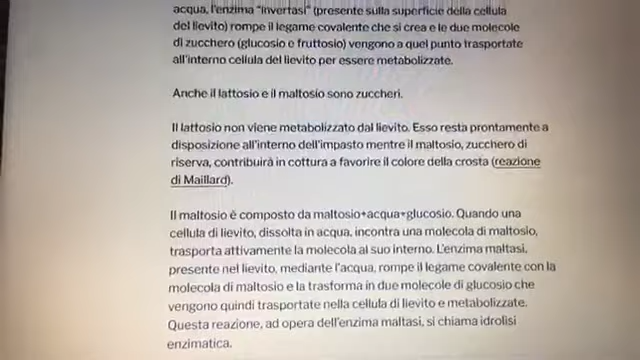 acqua, l'enzima "invertasi" (presente sulla superficie della cellula
del lievito) rompe il legame covalente che si crea e le due molecole
di zucchero (glucosio e fruttosio) vengono a quel punto trasportate
all'interno cellula del lievito per essere metabolizzate.
Anche il lattosio e il maltosio sono zuccheri.
Il lattosio non viene metabolizzato dal lievito. Esso resta prontamente a
disposizione all'interno dell'impasto mentre il maltosio, zucchero di
riserva, contribuirà in cottura a favorire il colore della crosta (reazione
di Maillard).
Il maltosio è composto da maltosio+acqua=glucosio. Quando una
cellula di lievito, dissolta in acqua, incontra una molecola di maltosio,
trasporta attivamente la molecola al suo interno. L'enzima maltasi,
presente nel lievito, mediante l'acqua, rompe il legame covalente con la
molecola di maltosio e la trasforma in due molecole di glucosio che
vengono quindi trasportate nella cellula di lievito e metabolizzate.
Questa reazione, ad opera dell'enzima maltasi, si chiama idrolisi
enzimatica.